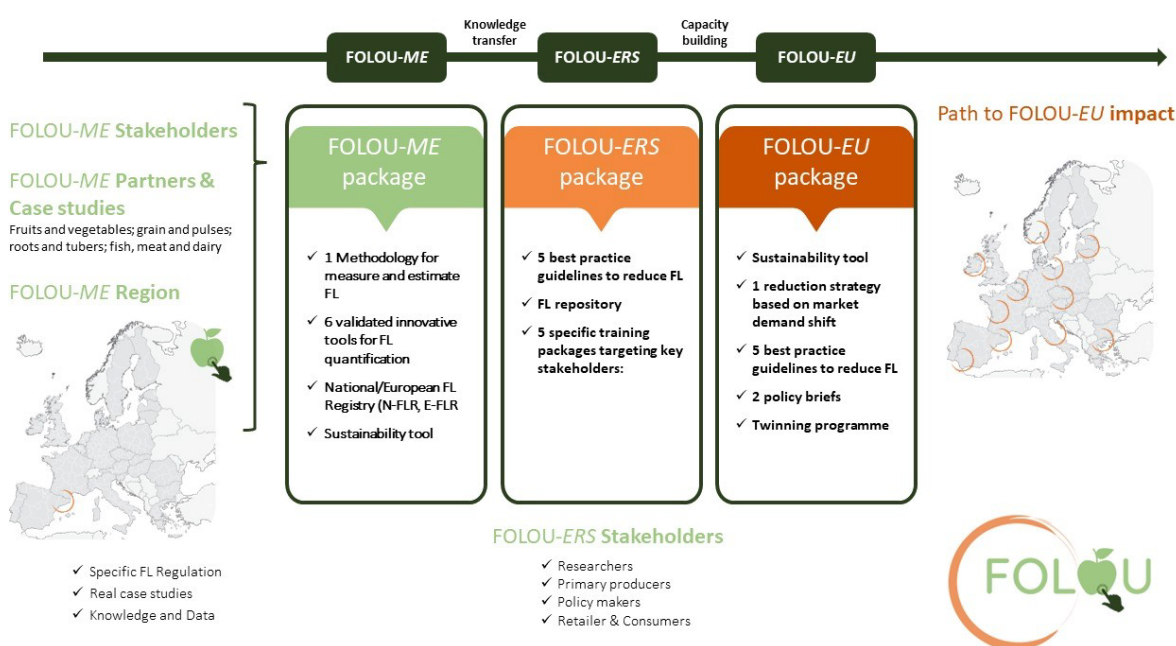 Knowledge
transfer
Capacity
building
FOLOU-ME
FOLOU-ERS
FOLOU-EU
FOLOU-ME Stakeholders
FOLOU-ME Partners &
Case studies
Fruits and vegetables; grain and pulses;
roots and tubers; fish, meat and dairy
FOLOU-ME Region
✓ Specific FL Regulation
✓ Real case studies
✓ Knowledge and Data
FOLOU-ME
package
✓ 1 Methodology for
measure and estimate
FL
✓ 6 validated innovative
tools for FL
quantification
✓ National/European FL
Registry (N-FLR, E-FLR
✓ Sustainability tool
FOLOU-ERS
package
✓ 5 best practice
guidelines to reduce FL
✓ FL repository
✓ 5 specific training
packages targeting key
stakeholders:
FOLOU-EU
package
✓ Sustainability tool
✓ 1 reduction strategy
based on market
demand shift
✓ 5 best practice
guidelines to reduce FL
✓ 2 policy briefs
✓ Twinning programme
Path to FOLOU-EU impact
FOLOU-ERS Stakeholders
✓ Researchers
✓ Primary producers
✓ Policy makers
✓ Retailer & Consumers
FOLOU